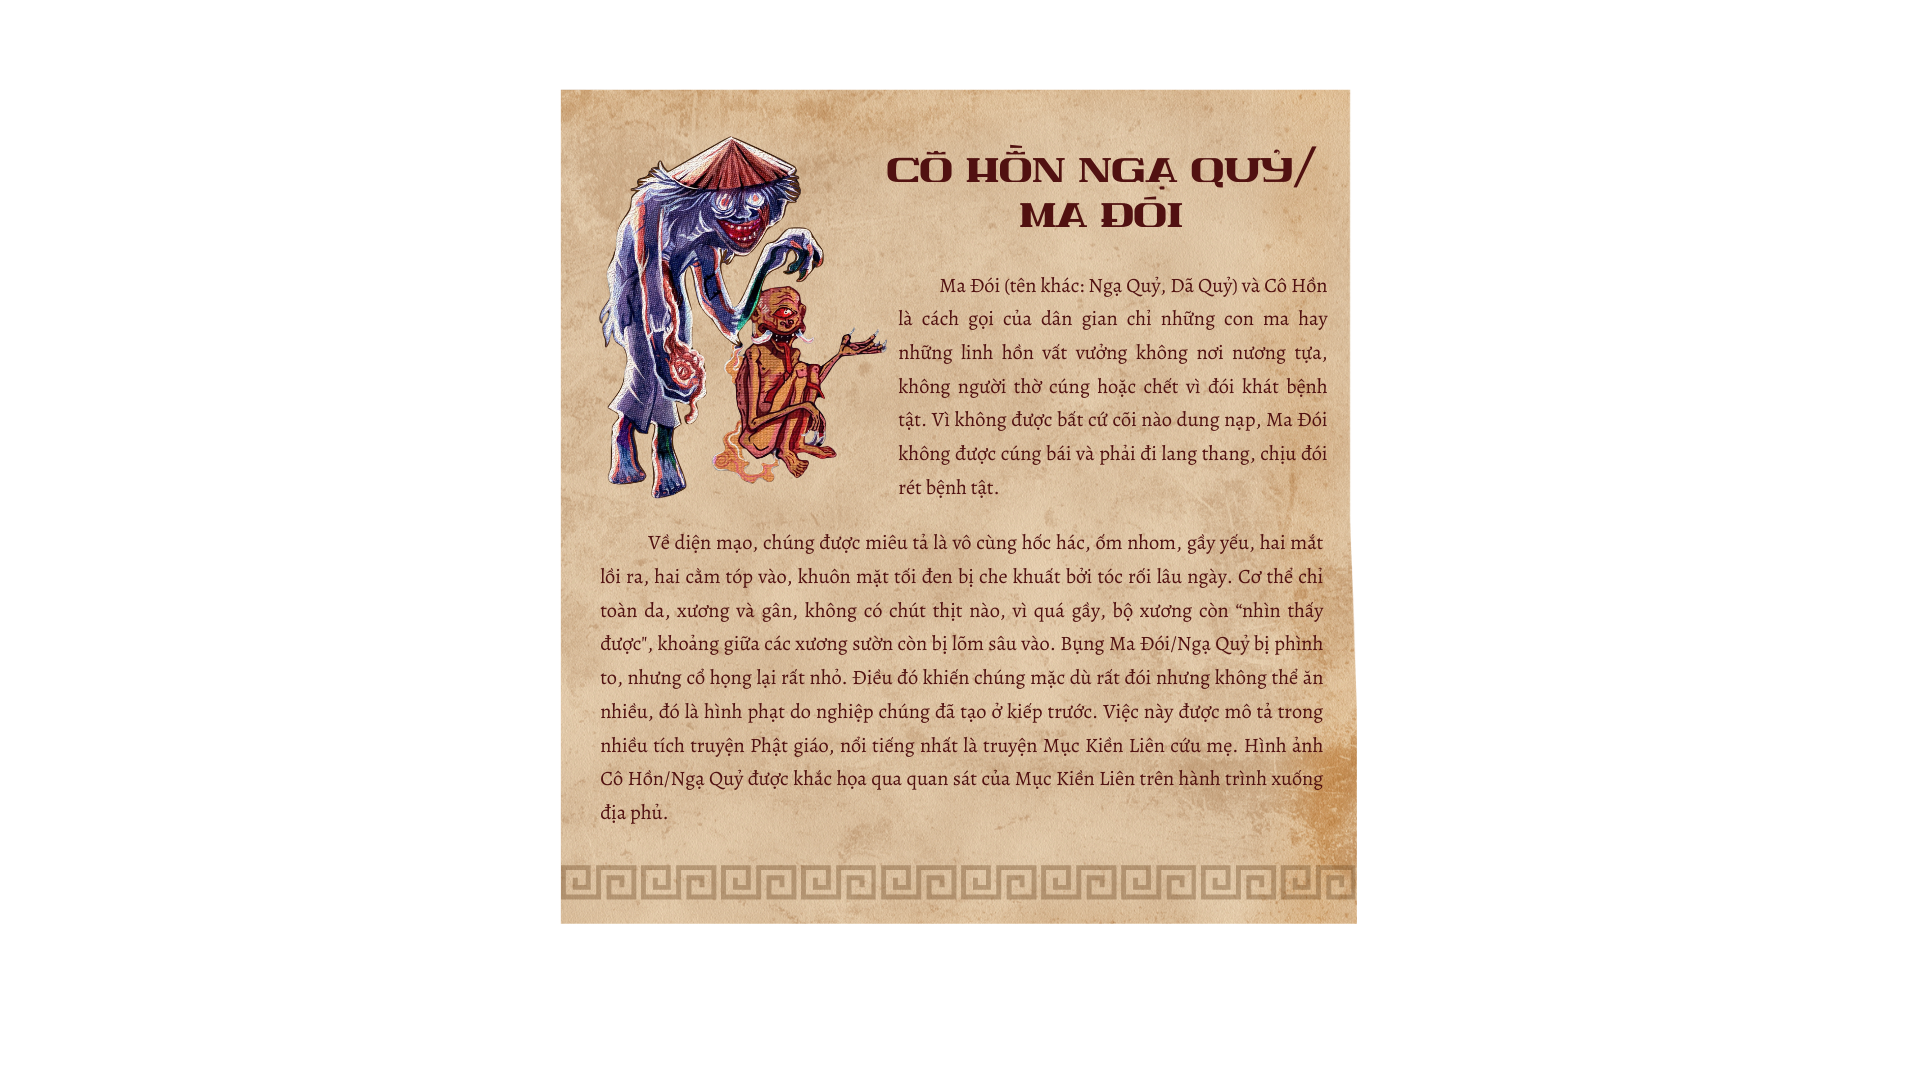 CÔ HỒN NGẠ QUỶ/
MA ĐÓI
Ma Đói (tên khác: Ngạ Quỷ, Dã Quỷ) và Cô Hồn
là cách gọi của dân gian chỉ những con ma hay
những linh hồn vất vưởng không nơi nương tựa,
không người thờ cúng hoặc chết vì đói khát bệnh
tật. Vì không được bất cứ cõi nào dung nạp, Ma Đói
không được cúng bái và phải đi lang thang, chịu đói
rét bệnh tật.
Về diện mạo, chúng được miêu tả là vô cùng hốc hác, ốm nhom, gầy yếu, hai mắt
lồi ra, hai cằm tóp vào, khuôn mặt tối đen bị che khuất bởi tóc rối lâu ngày. Cơ thể chỉ
toàn da, xương và gân, không có chút thịt nào, vì quá gầy, bộ xương còn “nhìn thấy
được", khoảng giữa các xương sườn còn bị lõm sâu vào. Bụng Ma Đói/Ngạ Quỷ bị phình
to, nhưng cổ họng lại rất nhỏ. Điều đó khiến chúng mặc dù rất đói nhưng không thể ăn
nhiều, đó là hình phạt do nghiệp chúng đã tạo ở kiếp trước. Việc này được mô tả trong
nhiều tích truyện Phật giáo, nổi tiếng nhất là truyện Mục Kiền Liên cứu mẹ. Hình ảnh
Cô Hồn/Ngạ Quỷ được khắc họa qua quan sát của Mục Kiền Liên trên hành trình xuống
địa phủ.